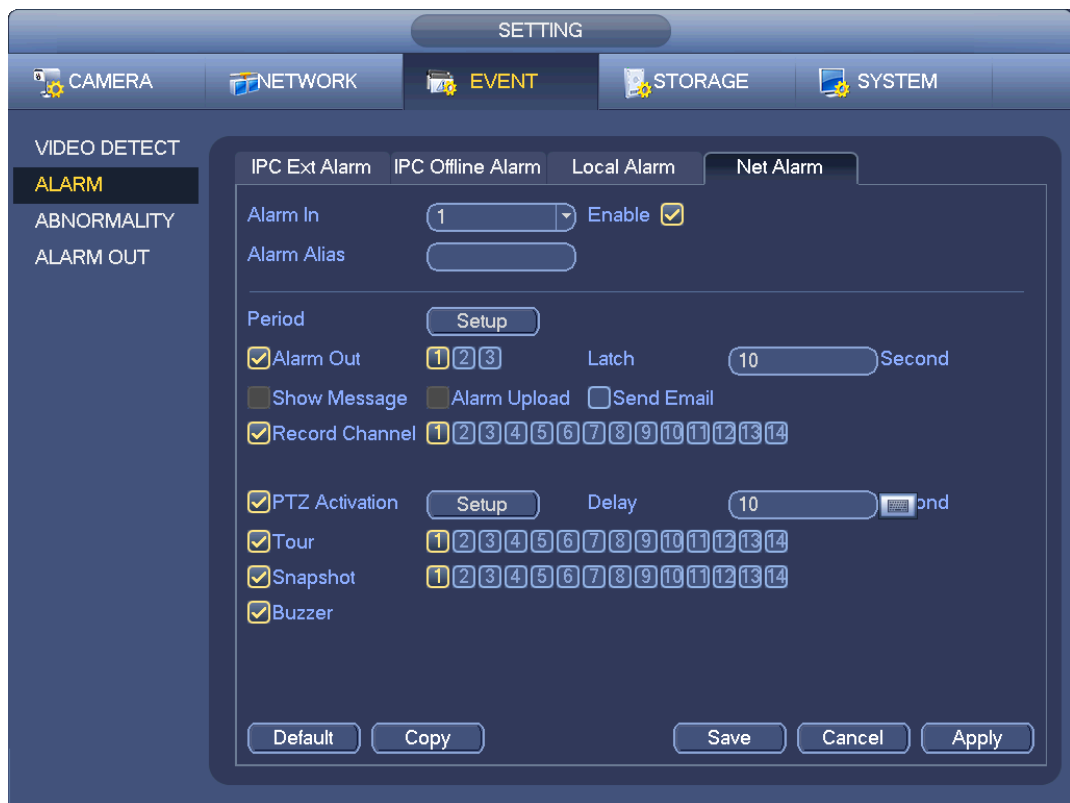 SETTING
CAMERA NETWORK EVENT STORAGE SYSTEM
VIDEO DETECT
ALARM
ABNORMALITY
ALARM OUT
IPC Ext Alarm IPC Offline Alarm Local Alarm Net Alarm
Alarm In 1 Enable
Alarm Alias
Period Setup
Alarm Out 1 2 3 Latch 10 Second
Show Message Alarm Upload Send Email
Record Channel 1 2 3 4 5 6 7 8 9 10 11 12 13 14
PTZ Activation Setup Delay 10 ond
Tour 1 2 3 4 5 6 7 8 9 10 11 12 13 14
Snapshot 1 2 3 4 5 6 7 8 9 10 11 12 13 14
Buzzer
Default Copy Save Cancel Apply